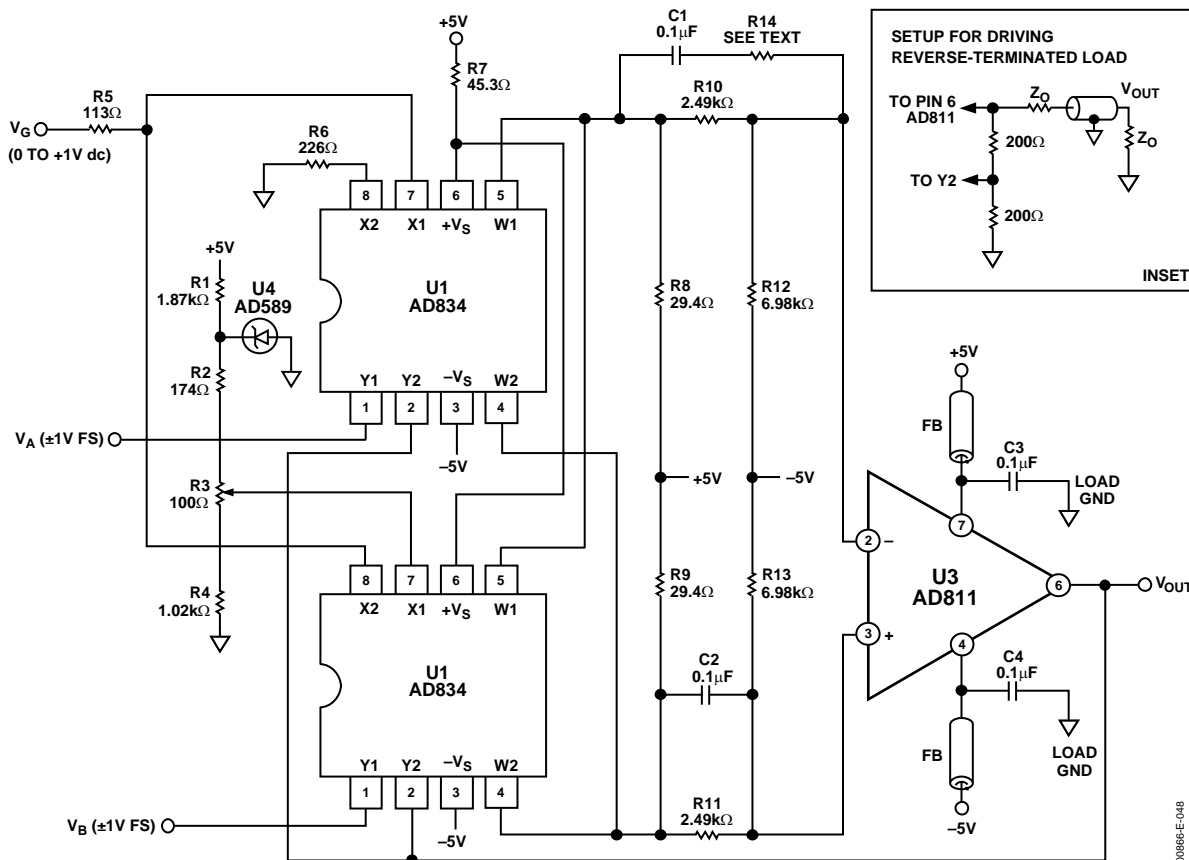 +5V
C1
0.1μF
R14
SEE TEXT
R7
45.3Ω
R5
113Ω
R10
2.49kΩ
VG
(0 TO +1V dc)
R6
226Ω
8
7
6
5
X2
X1
+VS
W1
+5V
R1
1.87kΩ
U4
AD589
U1
AD834
R8
29.4Ω
R12
6.98kΩ
R2
174Ω
Y1
Y2
–VS
W2
1
2
3
4
VA (±1V FS)
–5V
R3
100Ω
+5V
–5V
8
7
6
5
X2
X1
+VS
W1
R4
1.02kΩ
R9
29.4Ω
R13
6.98kΩ
U1
AD834
C2
0.1μF
Y1
Y2
–VS
W2
1
2
3
4
VB (±1V FS)
–5V
R11
2.49kΩ
SETUP FOR DRIVING
REVERSE-TERMINATED LOAD
TO PIN 6
AD811
ZO
VOUT
200Ω
ZO
TO Y2
200Ω
INSET
+5V
FB
C3
0.1μF
LOAD
GND
7
2
–
U3
AD811
6
VOUT
3
+
4
C4
0.1μF
FB
LOAD
GND
–5V
00866-E-048